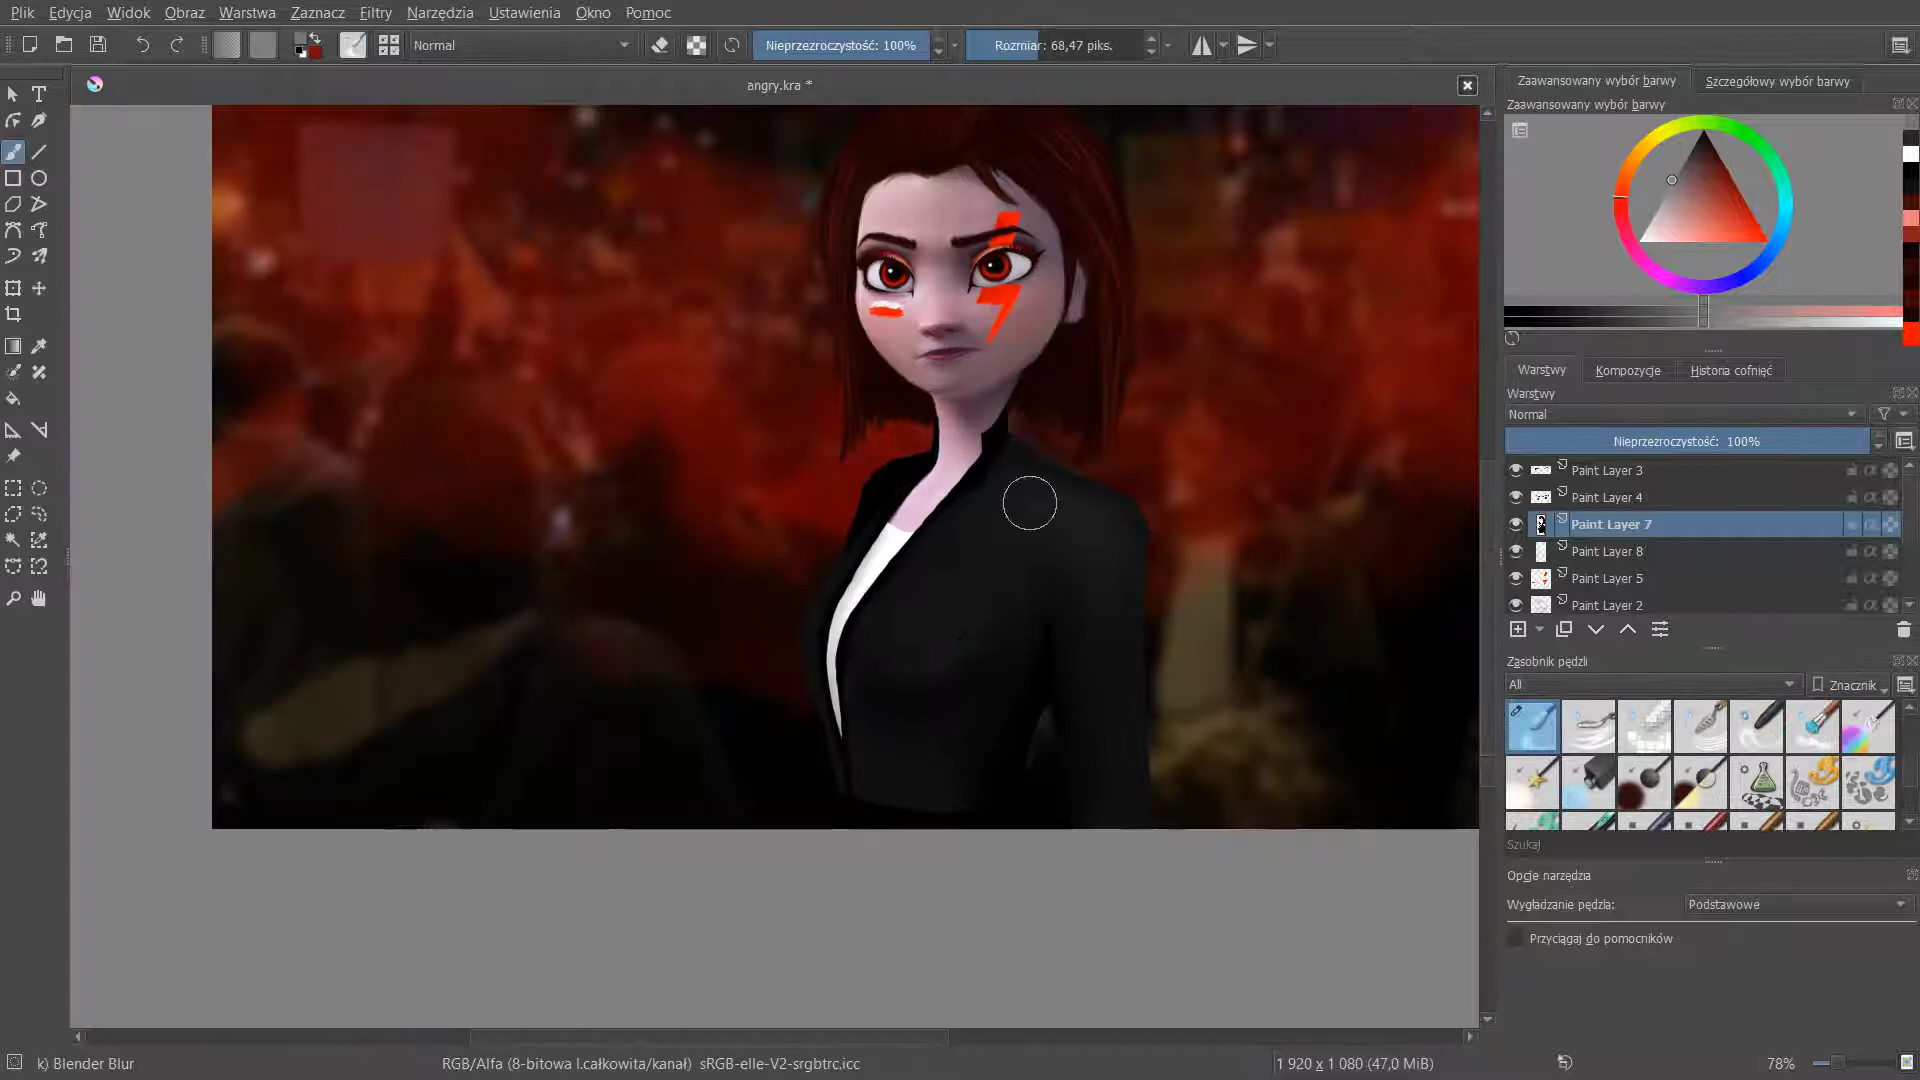 Plik Edycja Widok Obraz Warstwa Zaznacz Filtry Narzędzia Ustawienia Okno Pomoc
Normal Nieprzezroczystość: 100% Rozmiar: 68,47 piks.
angry.kra *
Zaawansowany wybór barwy Szczegółowy wybór barwy
Zaawansowany wybór barwy
Warstwy Kompozycje Historia cofnięć
Warstwy
Normal
Nieprzezroczystość: 100%
Paint Layer 3
Paint Layer 4
Paint Layer 7
Paint Layer 8
Paint Layer 5
Paint Layer 2
Zasobnik pędzli
All Znacznik
Szukaj
Opcje narzędzia
Wygładzanie pędzla: Podstawowe
Przyciągaj do pomocników
k) Blender Blur RGB/Alfa (8-bitowa l.całkowita/kanał) sRGB-elle-V2-srgbtrc.icc 1 920 x 1 080 (47,0 MiB) 78%